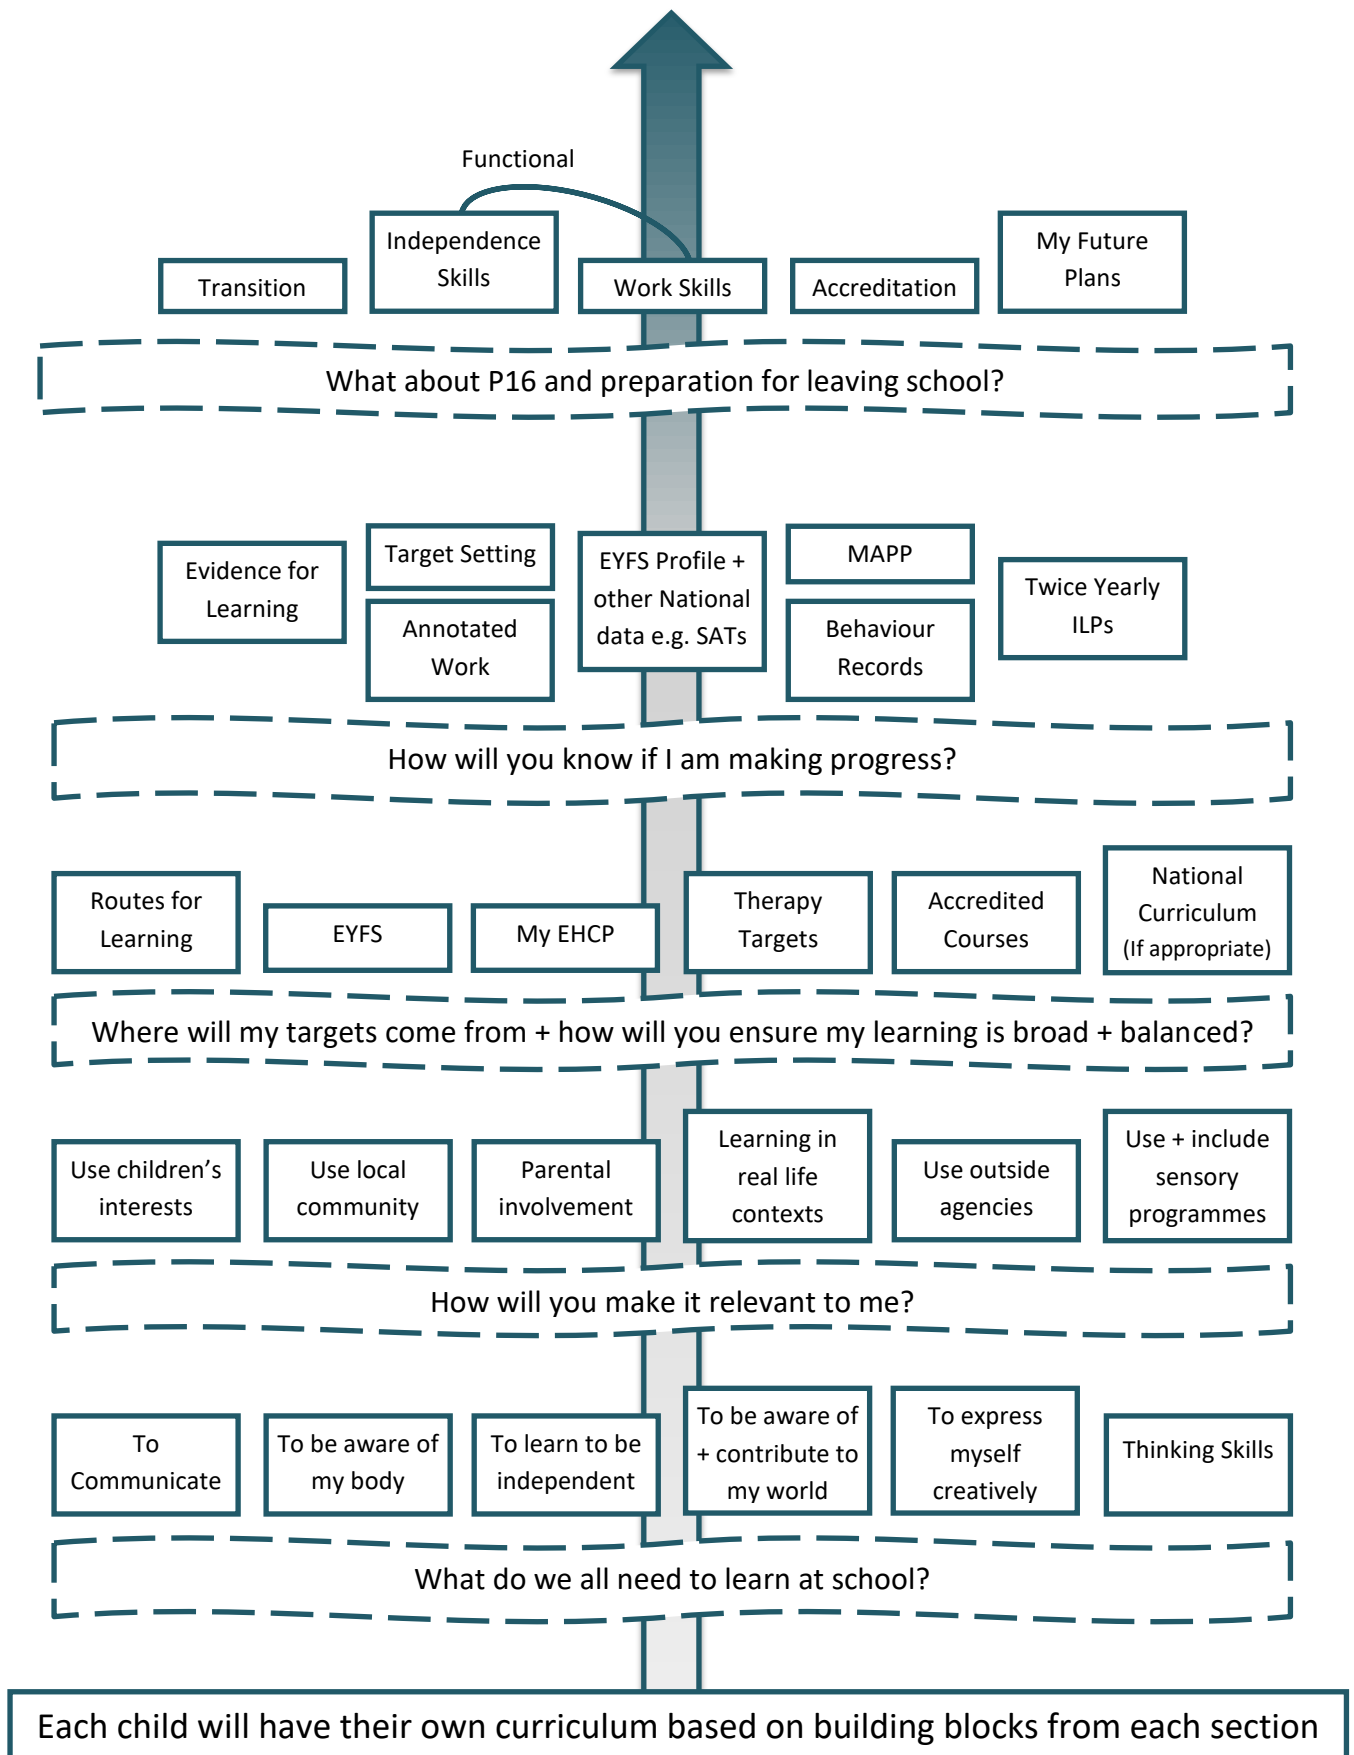 Functional
Independence
Skills
My Future
Plans
Transition
Work Skills
Accreditation
What about P16 and preparation for leaving school?
Evidence for
Learning
Target Setting
Annotated
Work
EYFS Profile +
other National
data e.g. SATs
MAPP
Behaviour
Records
Twice Yearly
ILPs
How will you know if I am making progress?
Routes for
Learning
EYFS
My EHCP
Therapy
Targets
Accredited
Courses
National
Curriculum
(If appropriate)
Where will my targets come from + how will you ensure my learning is broad + balanced?
Use children’s
interests
Use local
community
Parental
involvement
Learning in
real life
contexts
Use outside
agencies
Use + include
sensory
programmes
How will you make it relevant to me?
To
Communicate
To be aware of
my body
To learn to be
independent
To be aware of
+ contribute to
my world
To express
myself
creatively
Thinking Skills
What do we all need to learn at school?
Each child will have their own curriculum based on building blocks from each section